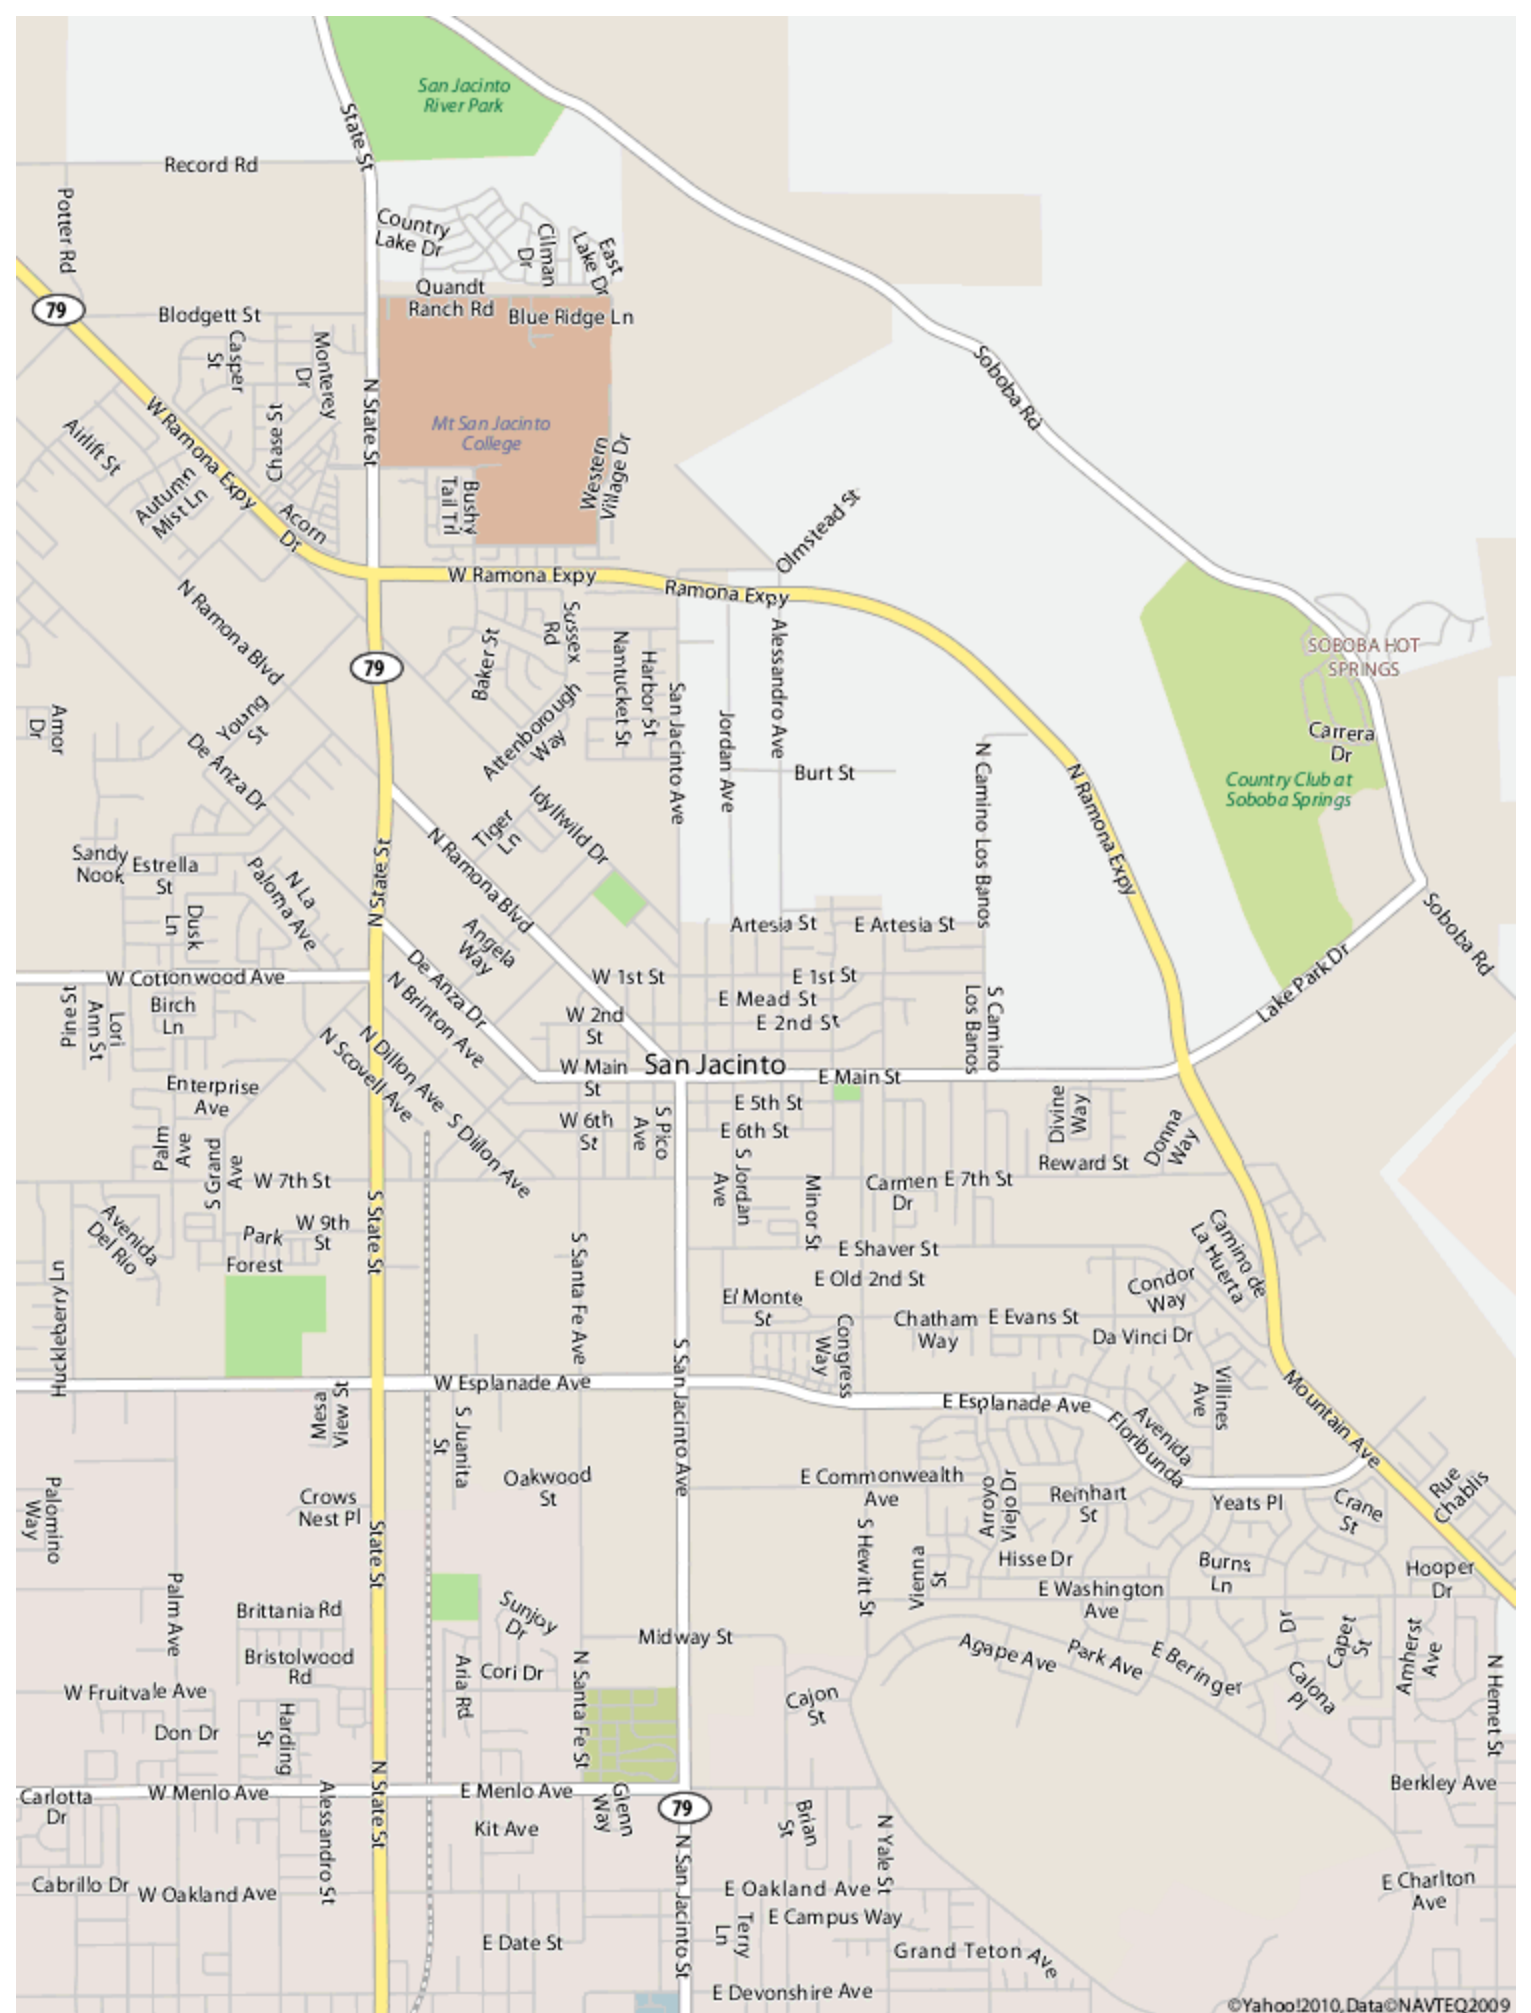 San Jacinto
River Park
State St
Record Rd
Potter Rd
Country
Lake Dr
Cilman
Dr
East
Lake Dr
Quandt
Ranch Rd
Blue Ridge Ln
79
Blodgett St
Casper
St
Monterey
Dr
N State St
Soboba Rd
W Ramona Expy
Chase St
Mt San Jacinto
College
Western
Village Dr
Airlift St
Autumn
Mist Ln
Acorn
Dr
Bushy
Tail Trl
Olmstead St
W Ramona Expy
Ramona Expy
N Ramona Blvd
Sussex
Rd
Baker St
Nantucket St
Harbor St
San Jacinto Ave
Alessandro Ave
SOBOBA HOT
SPRINGS
79
Amor
Dr
Young
St
De Anza Dr
Attenborough
Way
Jordan Ave
Burt St
N Camino Los Banos
N Ramona Expy
Carrera
Dr
Country Club at
Soboba Springs
Idyllwild Dr
Tiger
Ln
N Ramona Blvd
N State St
Sandy
Nook
Estrella
St
N La
Paloma Ave
Dusk
Ln
Angela
Way
Artesia St
E Artesia St
Soboba Rd
Lake Park Dr
W Cottonwood Ave
De Anza Dr
N Brinton Ave
W 1st St
E 1st St
E Mead St
E 2nd St
W 2nd
St
S Camino
Los Banos
Pine St
Lori
Ann St
Birch
Ln
N Dillon Ave
N Scovell Ave
W Main
St
San Jacinto
E Main St
Enterprise
Ave
S Dillon Ave
W 6th
St
S Pico
Ave
E 5th St
E 6th St
Divine
Way
Donna
Way
Reward St
Palm
Ave
S Grand
Ave
W 7th St
S Jordan
Ave
Minor St
Carmen
Dr
E 7th St
Avenida
Del Rio
Park
W 9th
St
Forest
S State St
S Santa Fe Ave
E Shaver St
E Old 2nd St
El Monte
St
Camino de
La Huerta
Condor
Way
Huckleberry Ln
Congress
Way
Chatham
Way
E Evans St
Da Vinci Dr
W Esplanade Ave
S San Jacinto Ave
E Esplanade Ave
Villines
Ave
Mountain Ave
Mesa
View St
S Juanita
St
Avenida
Floribunda
Palomino
Way
Crows
Nest Pl
Oakwood
St
E Commonwealth
Ave
Arroyo
Viejo Dr
Reinhart
St
Yeats Pl
Crane
St
Rue
Chablis
State St
S Hewitt St
Vienna
St
Hisse Dr
Burns
Ln
Hooper
Dr
E Washington
Ave
Palm Ave
Brittania Rd
Sunjoy
Dr
Midway St
Agape Ave
Park Ave
E Beringer
Dr
Calona
Pl
Capet
St
Amherst
Ave
N Hemet St
Bristolwood
Rd
Aria Rd
Cori Dr
N Santa Fe St
W Fruitvale Ave
Don Dr
Harding
St
Cajon
St
Carlotta
Dr
W Menlo Ave
E Menlo Ave
Glenn
Way
79
Berkley Ave
N State St
Alessandro St
Kit Ave
Brian
St
N Yale St
Cabrillo Dr
W Oakland Ave
N San Jacinto St
E Oakland Ave
E Charlton
Ave
E Campus Way
Terry
Ln
E Date St
Grand Teton Ave
E Devonshire Ave
©Yahoo!2010,Data©NAVTEQ2009